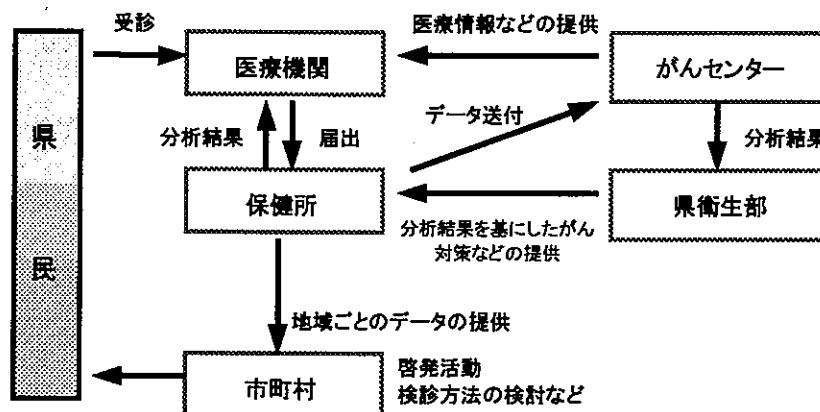 受診
医療情報などの提供
医療機関
がんセンター
県
民
分析結果
届出
データ送付
分析結果
保健所
県衛生部
分析結果を基にしたがん
対策などの提供
地域ごとのデータの提供
市町村
啓発活動
検診方法の検討など